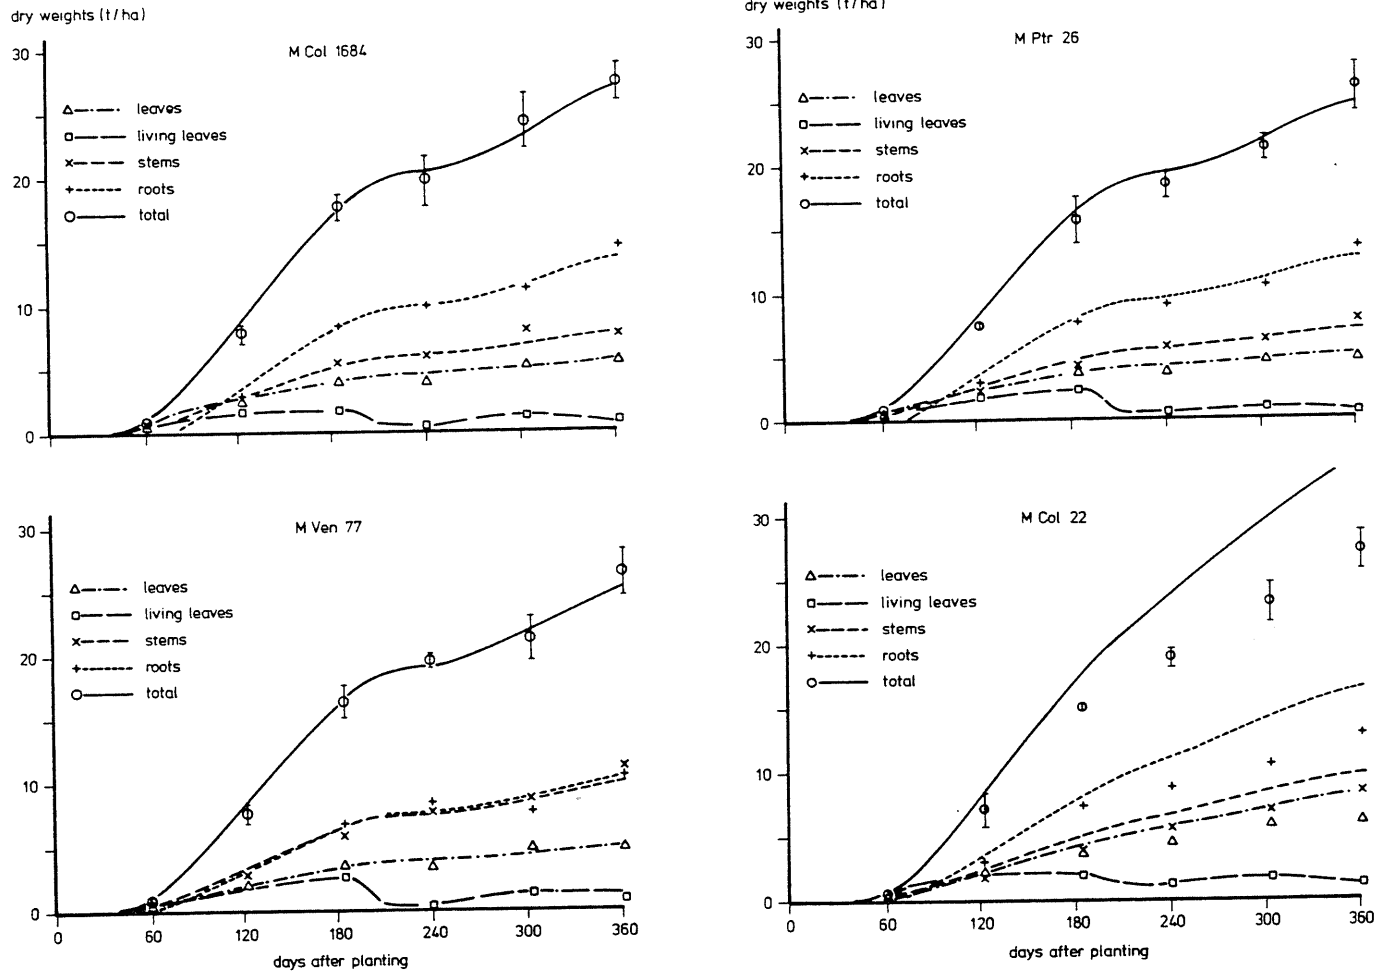 dry weights (t/ha)
M Col 1684
30
20
10
0
leaves
living leaves
stems
roots
total
dry weights (t/ha)
M Ptr 26
30
20
10
0
leaves
living leaves
stems
roots
total
M Ven 77
30
20
10
0
leaves
living leaves
stems
roots
total
0 60 120 180 240 300 360
days after planting
M Col 22
30
20
10
0
leaves
living leaves
stems
roots
total
0 60 120 180 240 300 360
days after planting